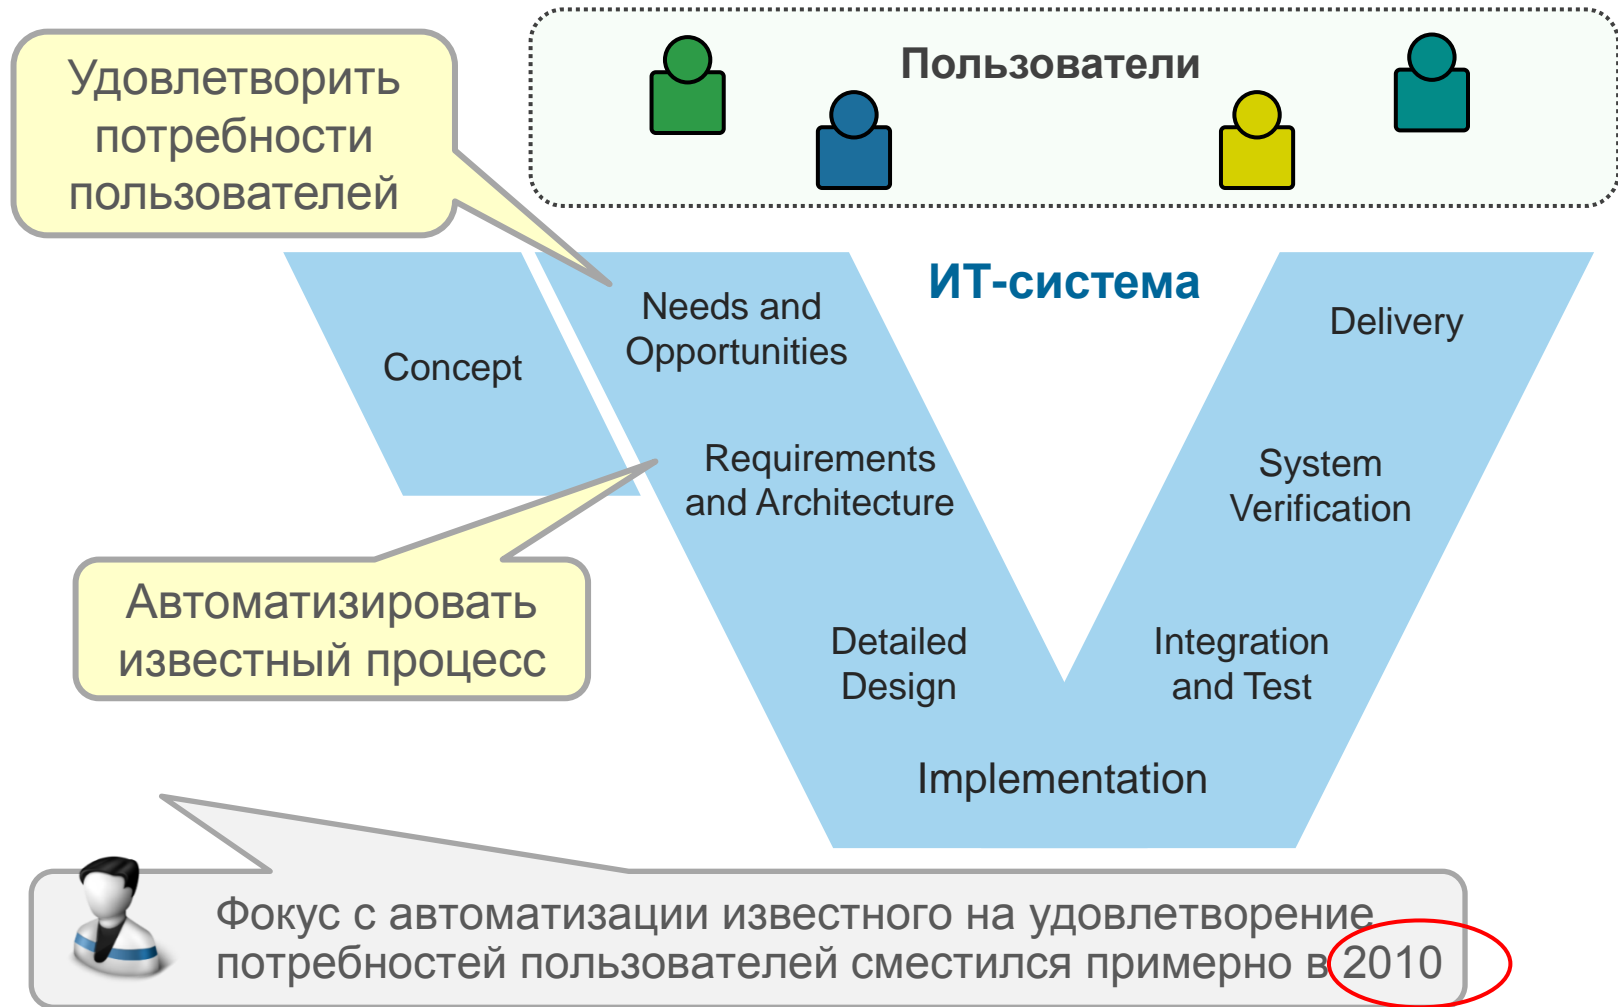 Удовлетворить
потребности
пользователей
Пользователи
ИТ-система
Concept
Needs and
Opportunities
Requirements
and Architecture
Detailed
Design
Implementation
Integration
and Test
System
Verification
Delivery
Автоматизировать
известный процесс
Фокус с автоматизации известного на удовлетворение
потребностей пользователей сместился примерно в 2010